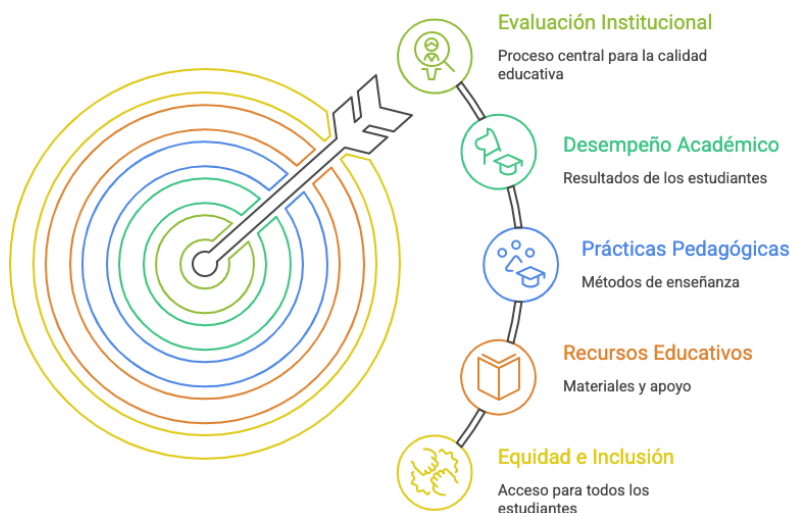 Evaluación Institucional
Proceso central para la calidad
educativa
Desempeño Académico
Resultados de los estudiantes
Prácticas Pedagógicas
Métodos de enseñanza
Recursos Educativos
Materiales y apoyo
Equidad e Inclusión
Acceso para todos los
estudiantes